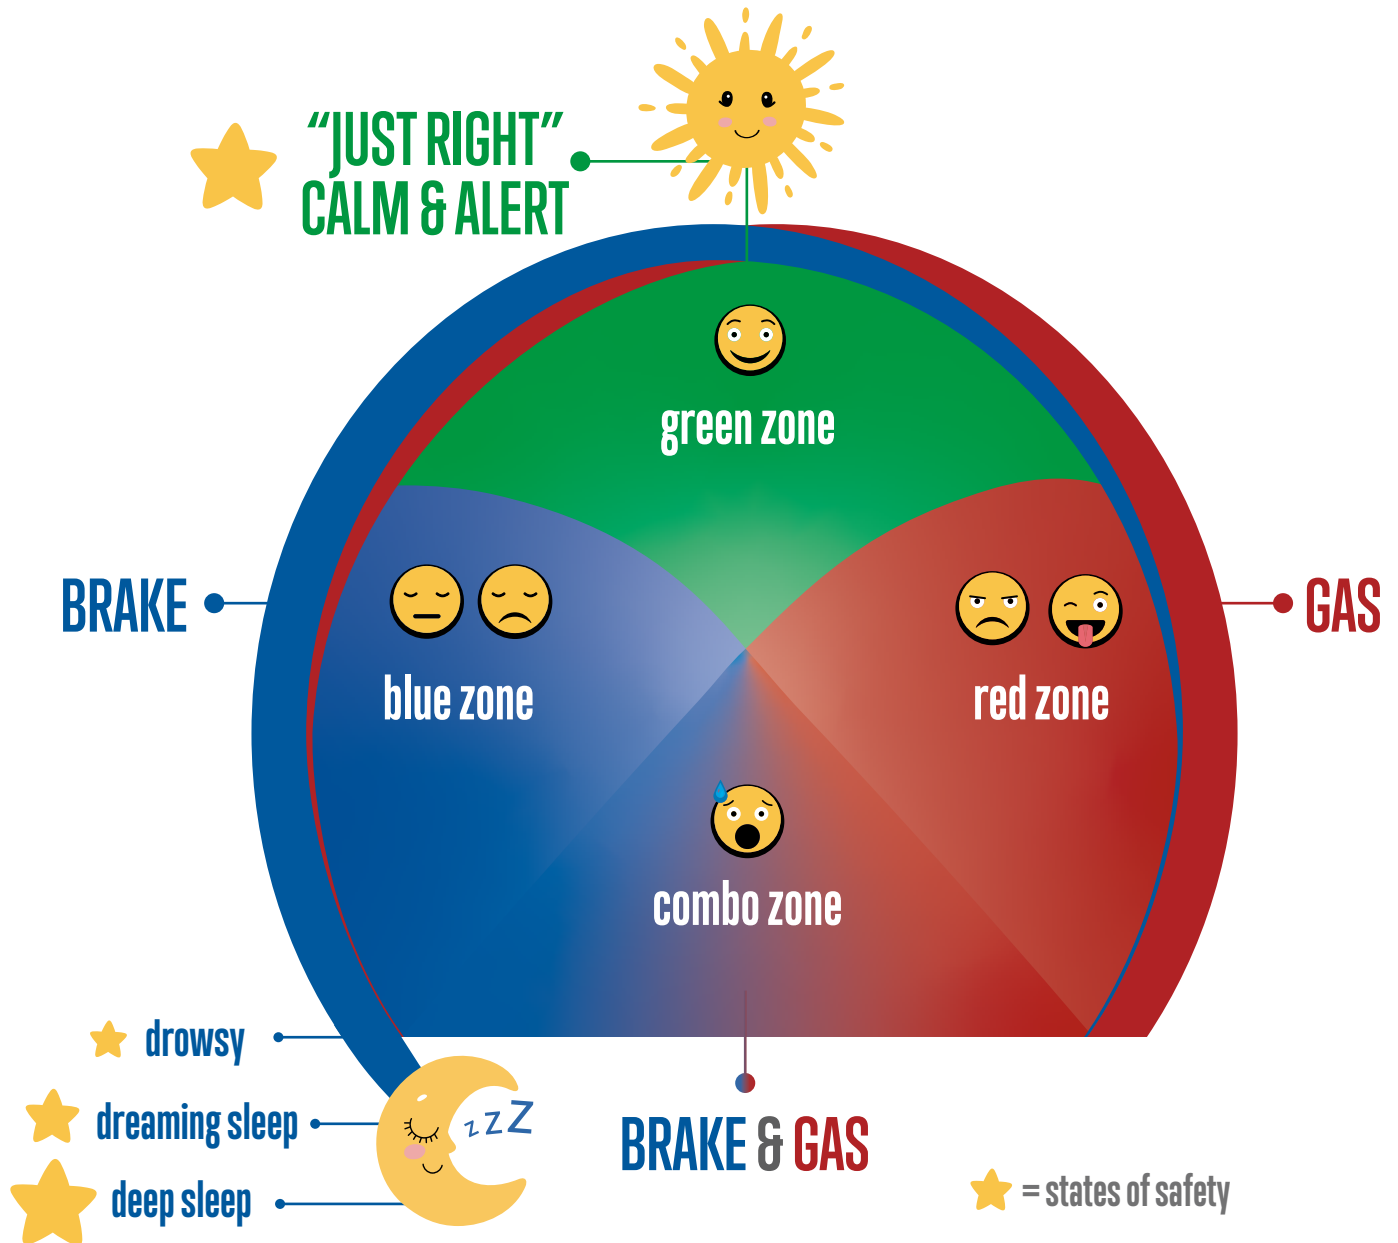 “JUST RIGHT”
CALM & ALERT
green zone
BRAKE
GAS
blue zone
red zone
combo zone
drowsy
dreaming sleep
deep sleep
z z Z
BRAKE & GAS
= states of safety